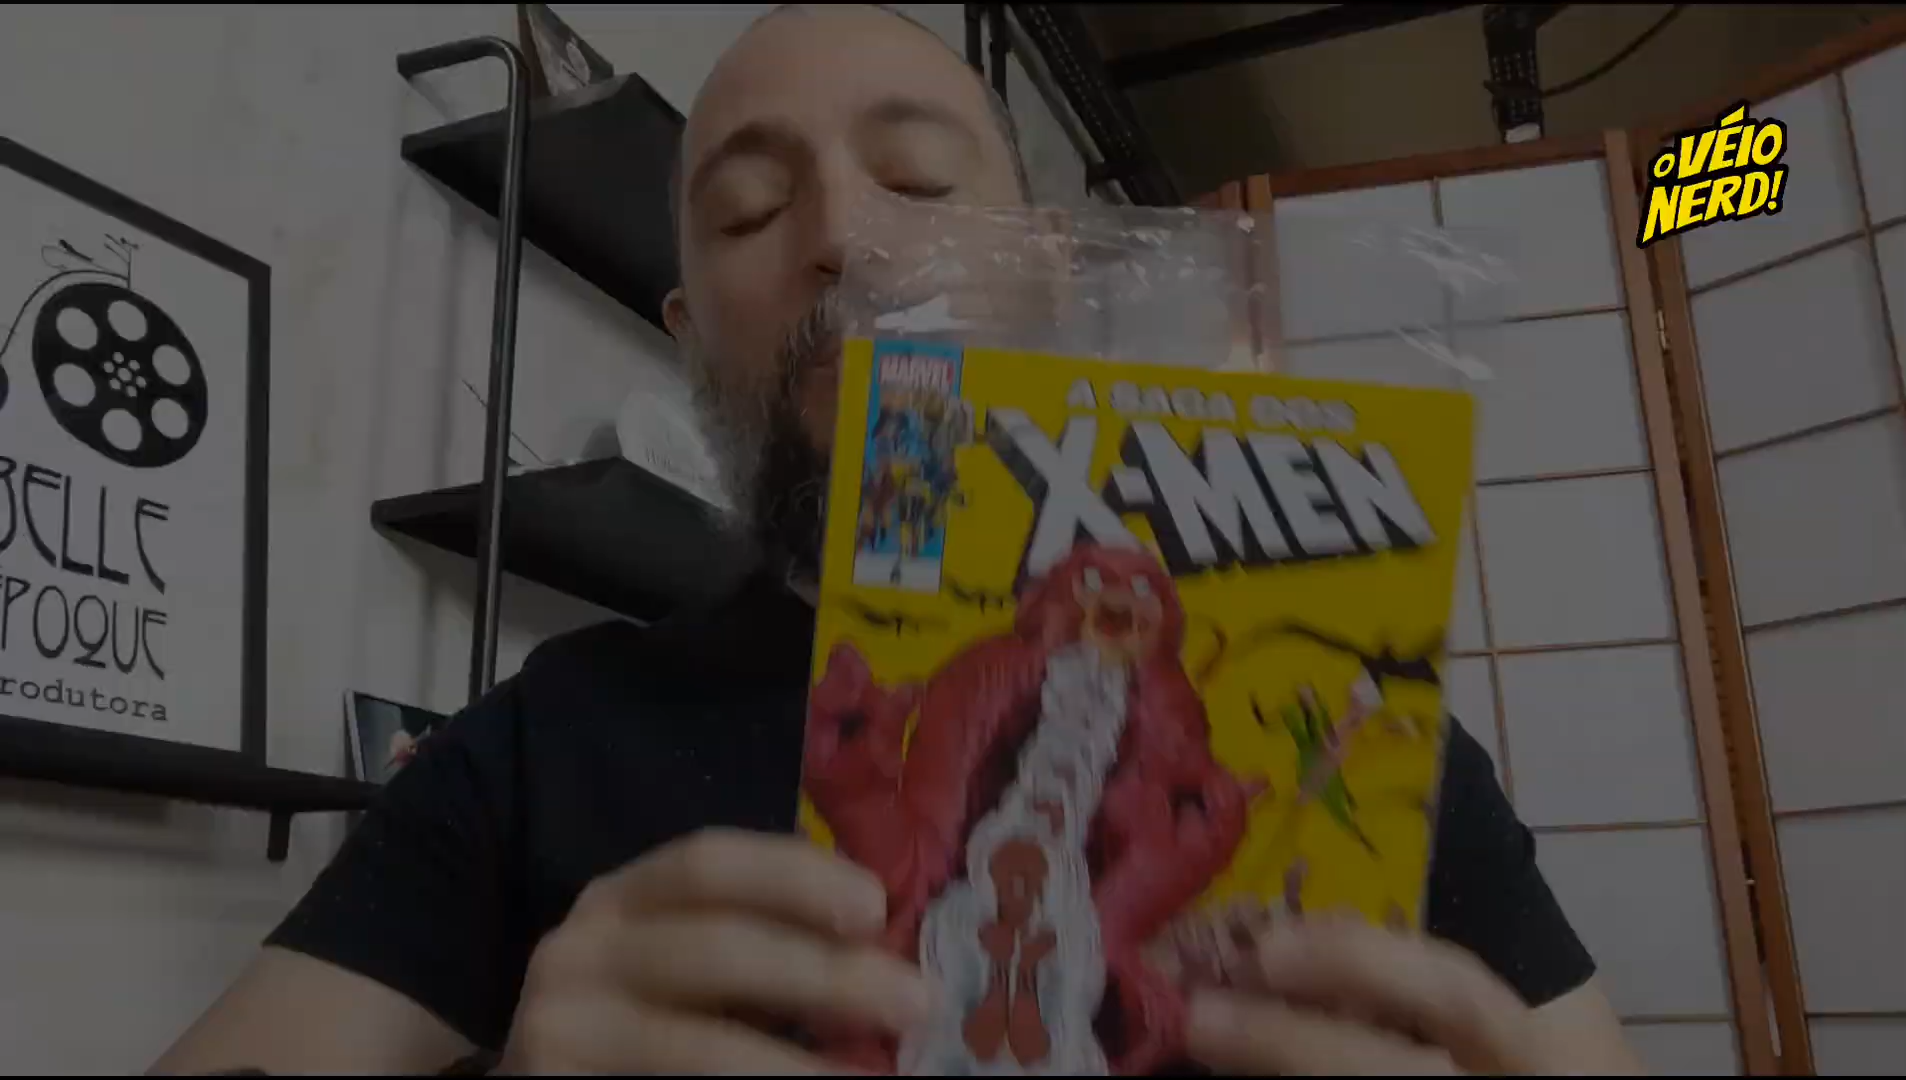 O VÉIO
NERD!
MARVEL
A SAGA DOS
X-MEN
BELLE
ÉPOQUE
rodutora